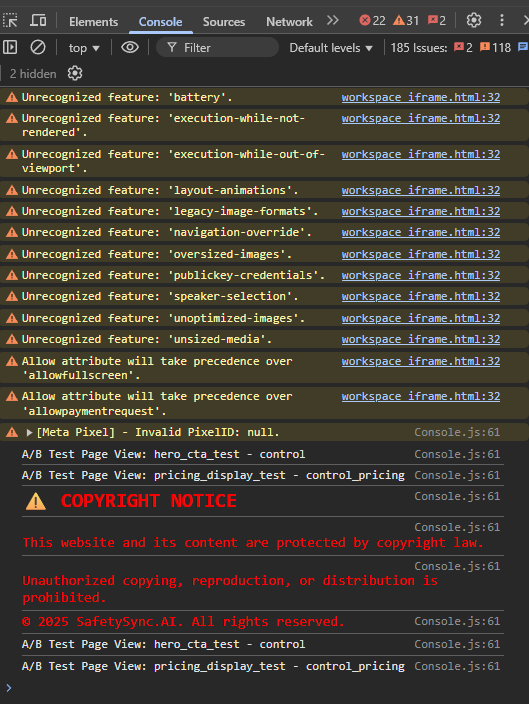 Elements Console Sources Network 22 31 2
top Filter Default levels 185 Issues: 2 118
2 hidden
Unrecognized feature: 'battery'. workspace_iframe.html:32
Unrecognized feature: 'execution-while-not- workspace_iframe.html:32
rendered'.
Unrecognized feature: 'execution-while-out-of- workspace_iframe.html:32
viewport'.
Unrecognized feature: 'layout-animations'. workspace_iframe.html:32
Unrecognized feature: 'legacy-image-formats'. workspace_iframe.html:32
Unrecognized feature: 'navigation-override'. workspace_iframe.html:32
Unrecognized feature: 'oversized-images'. workspace_iframe.html:32
Unrecognized feature: 'publickey-credentials'. workspace_iframe.html:32
Unrecognized feature: 'speaker-selection'. workspace_iframe.html:32
Unrecognized feature: 'unoptimized-images'. workspace_iframe.html:32
Unrecognized feature: 'unsized-media'. workspace_iframe.html:32
Allow attribute will take precedence over workspace_iframe.html:32
'allowfullscreen'.
Allow attribute will take precedence over workspace_iframe.html:32
'allowpaymentrequest'.
[Meta Pixel] - Invalid PixelID: null. Console.js:61
A/B Test Page View: hero_cta_test - control Console.js:61
A/B Test Page View: pricing_display_test - control_pricing Console.js:61
COPYRIGHT NOTICE Console.js:61
Console.js:61
This website and its content are protected by copyright law.
Console.js:61
Unauthorized copying, reproduction, or distribution is
prohibited.
© 2025 SafetySync.AI. All rights reserved. Console.js:61
A/B Test Page View: hero_cta_test - control Console.js:61
A/B Test Page View: pricing_display_test - control_pricing Console.js:61